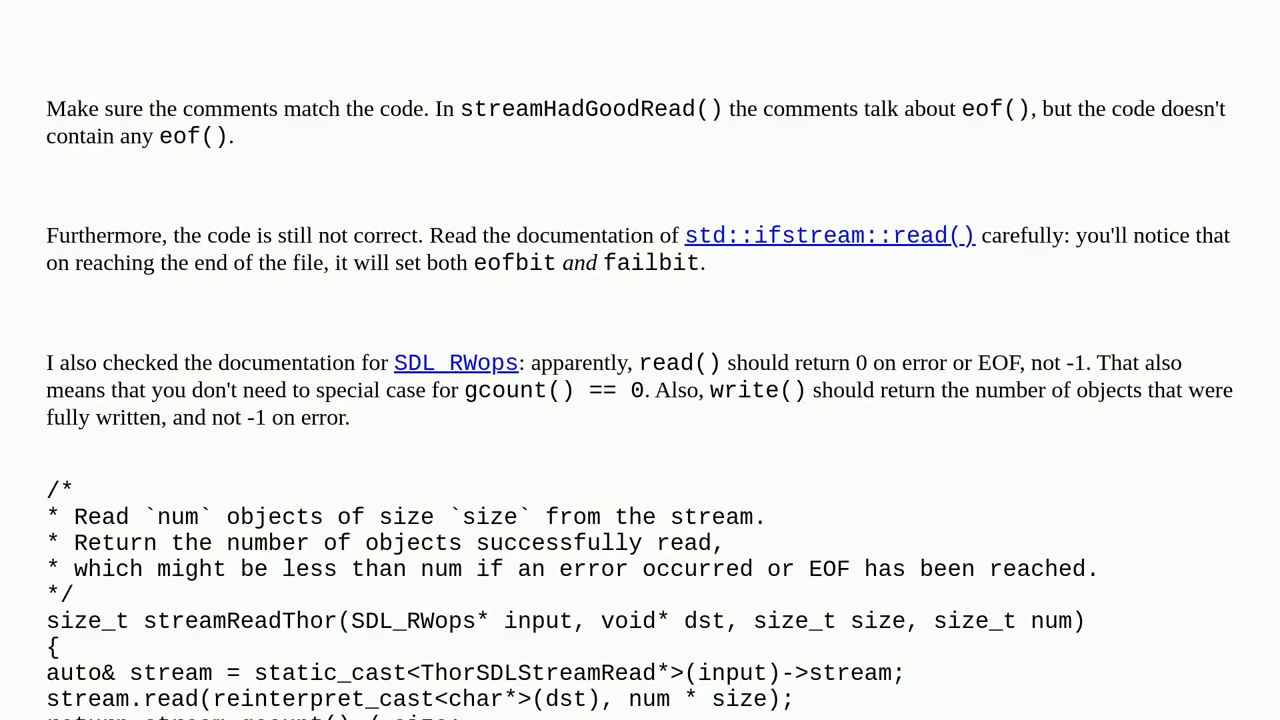 Make sure the comments match the code. In streamHadGoodRead() the comments talk about eof(), but the code doesn't
contain any eof().
Furthermore, the code is still not correct. Read the documentation of std::ifstream::read() carefully: you'll notice that
on reaching the end of the file, it will set both eofbit and failbit.
I also checked the documentation for SDL_RWops: apparently, read() should return 0 on error or EOF, not -1. That also
means that you don't need to special case for gcount() == 0. Also, write() should return the number of objects that were
fully written, and not -1 on error.
/*
* Read `num` objects of size `size` from the stream.
* Return the number of objects successfully read,
* which might be less than num if an error occurred or EOF has been reached.
*/
size_t streamReadThor(SDL_RWops* input, void* dst, size_t size, size_t num)
{
auto& stream = static_cast<ThorSDLStreamRead*>(input)->stream;
stream.read(reinterpret_cast<char*>(dst), num * size);
return stream.gcount() / size;